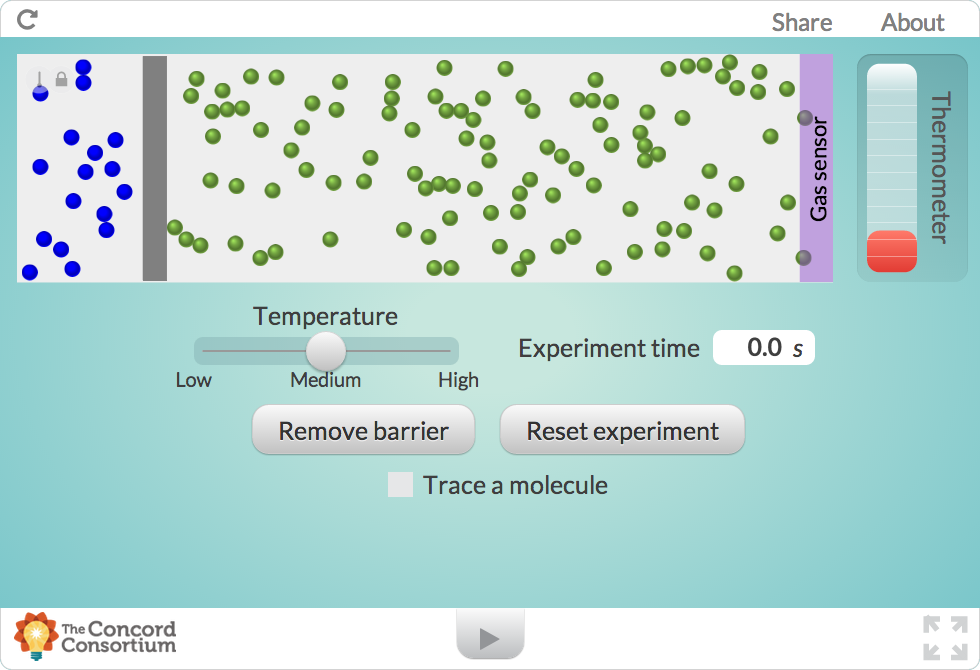 Share
About
Gas sensor
Thermometer
Temperature
Low
Medium
High
Experiment time
0.0 s
Remove barrier
Reset experiment
Trace a molecule
The Concord
Consortium